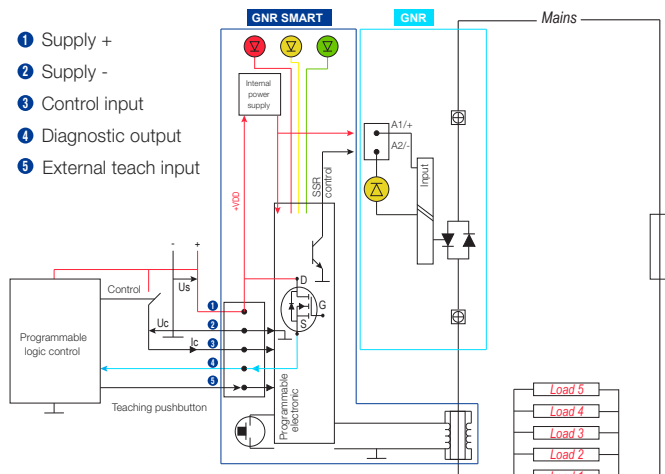 GNR SMART
GNR
Mains
1 Supply +
2 Supply -
3 Control input
4 Diagnostic output
5 External teach input
Internal
power
supply
A1/+
A2/-
Input
SSR
control
+VDD
- +
Us
Control
D
G
S
1
Uc
2
Ic
3
4
5
Programmable
logic control
Programmable
electronic
Teaching pushbutton
Load 5
Load 4
Load 3
Load 2
Load 1